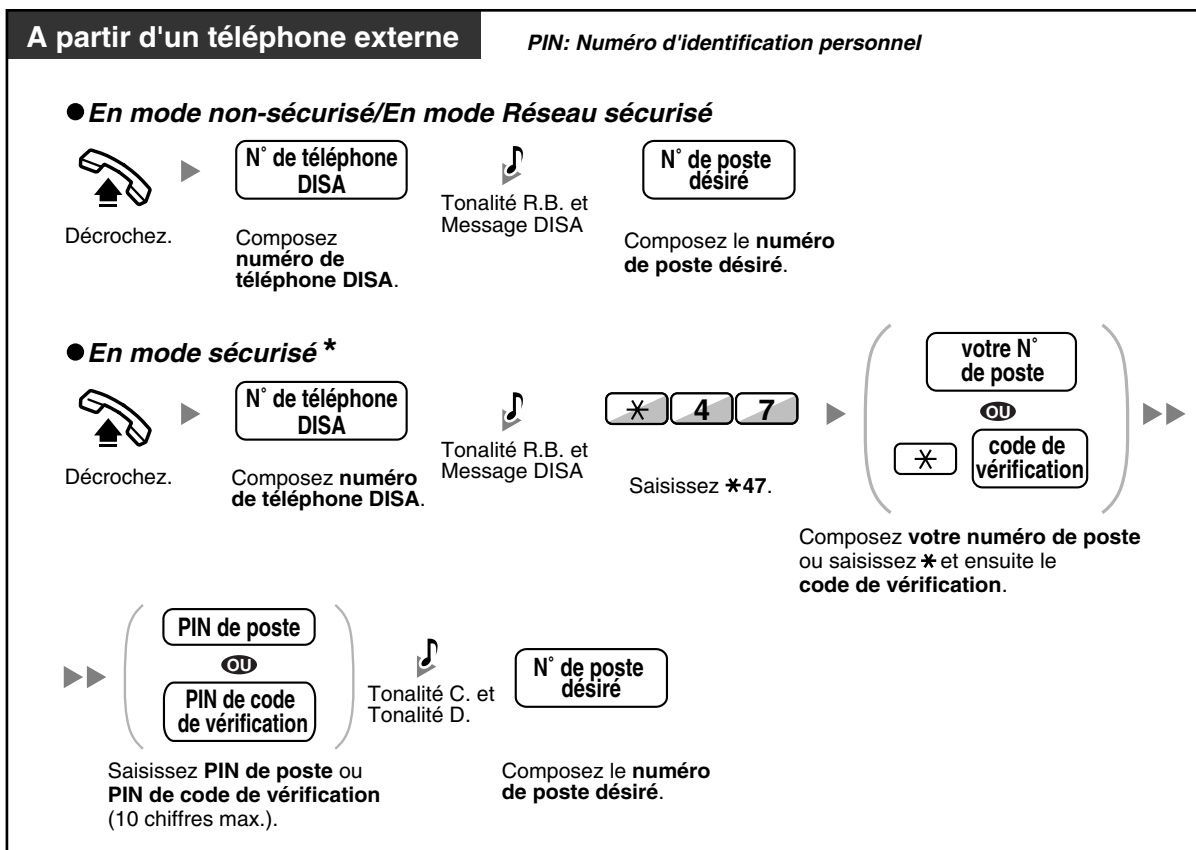 A partir d'un téléphone externe
PIN: Numéro d'identification personnel
En mode non-sécurisé/En mode Réseau sécurisé
N° de téléphone
DISA
N° de poste
désiré
Décrochez.
Composez
numéro de
téléphone DISA.
Tonalité R.B. et
Message DISA
Composez le numéro
de poste désiré.
En mode sécurisé *
N° de téléphone
DISA
* 4 7
votre N°
de poste
OU
* code de
vérification
Décrochez.
Composez numéro
de téléphone DISA.
Tonalité R.B. et
Message DISA
Saisissez *47.
Composez votre numéro de poste
ou saisissez * et ensuite le
code de vérification.
PIN de poste
OU
PIN de code
de vérification
Tonalité C. et
Tonalité D.
N° de poste
désiré
Saisissez PIN de poste ou
PIN de code de vérification
(10 chiffres max.).
Composez le numéro
de poste désiré.